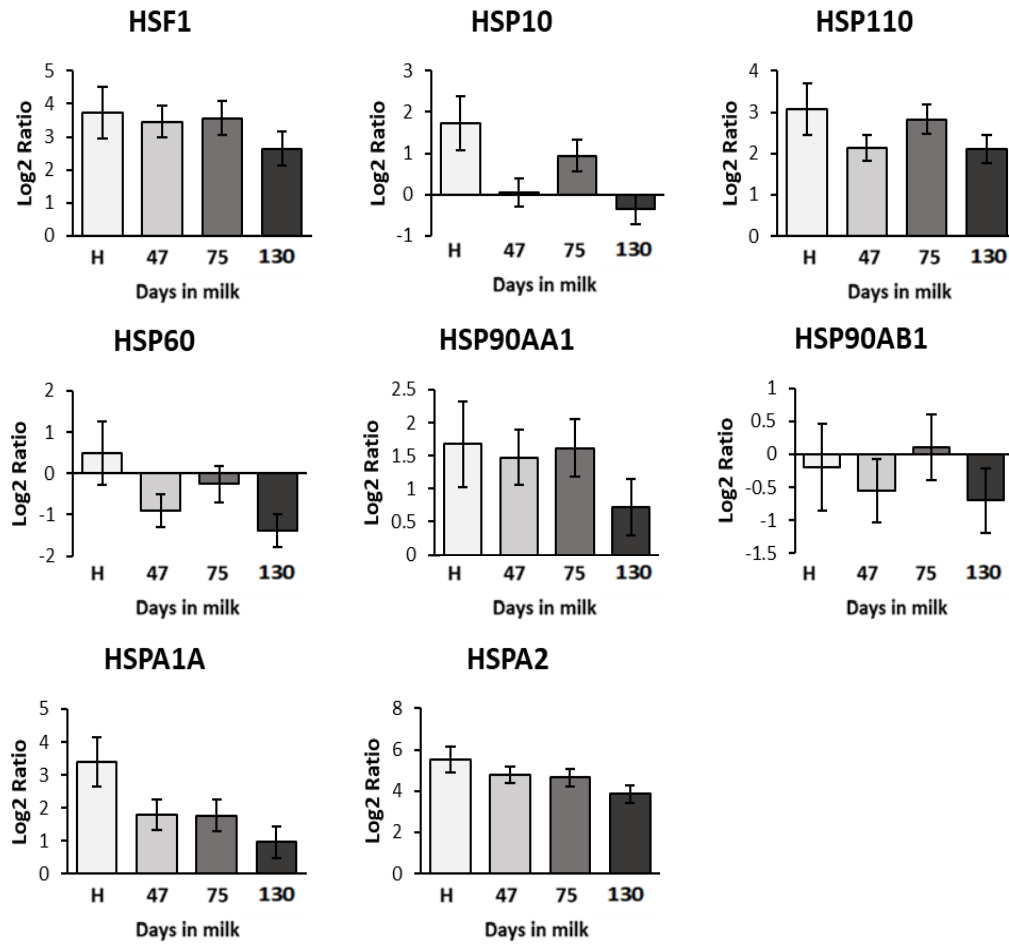 HSF1
HSP10
HSP110
Log2 Ratio
5
4
3
2
1
0
H 47 75 130
Days in milk
Log2 Ratio
3
2
1
0
-1
H 47 75 130
Days in milk
Log2 Ratio
4
3
2
1
0
H 47 75 130
Days in milk
HSP60
HSP90AA1
HSP90AB1
Log2 Ratio
2
1
0
-1
-2
H 47 75 130
Days in milk
Log2 Ratio
2.5
2
1.5
1
0.5
0
H 47 75 130
Days in milk
Log2 Ratio
1
0.5
0
-0.5
-1
-1.5
H 47 75 130
Days in milk
HSPA1A
HSPA2
Log2 Ratio
5
4
3
2
1
0
H 47 75 130
Days in milk
Log2 Ratio
8
6
4
2
0
H 47 75 130
Days in milk